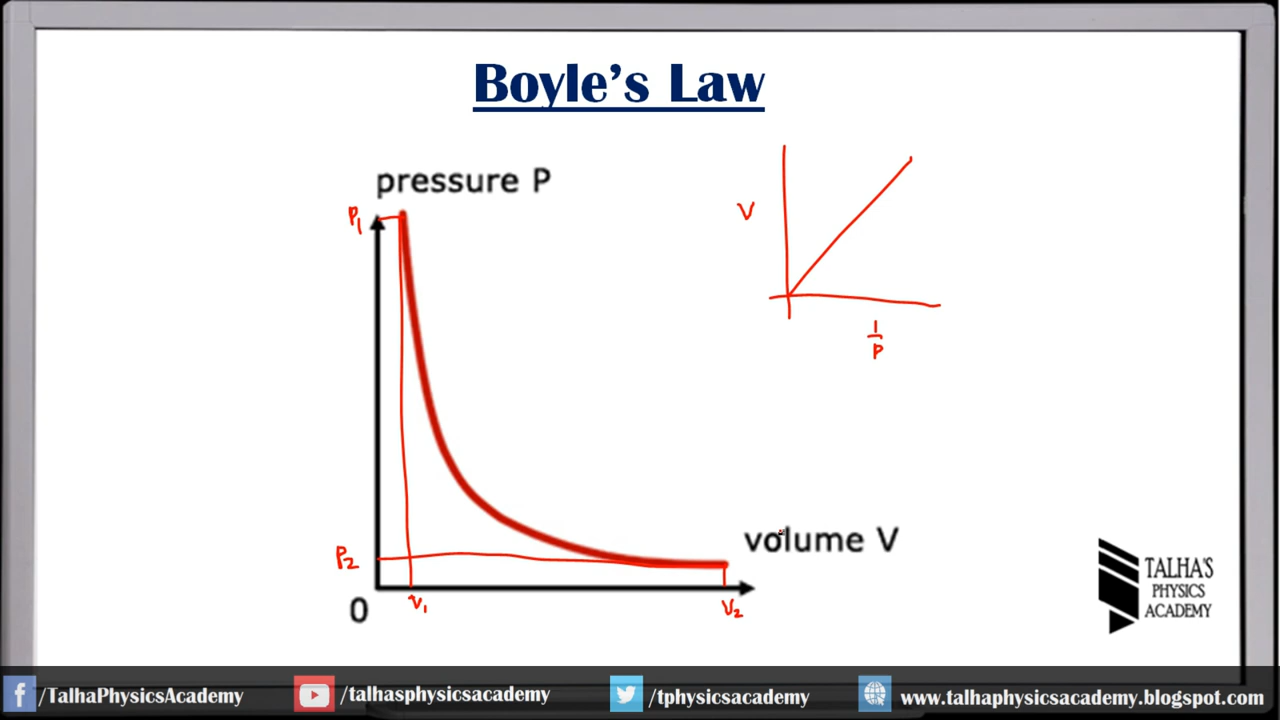 Boyle's Law
pressure P
P₁
V
1/P
volume V
P₂
0
V₁
V₂
TALHA'S
PHYSICS
ACADEMY
/TalhaPhysicsAcademy
/talhasphysicsacademy
/tphysicsacademy
www.talhaphysicsacademy.blogspot.com